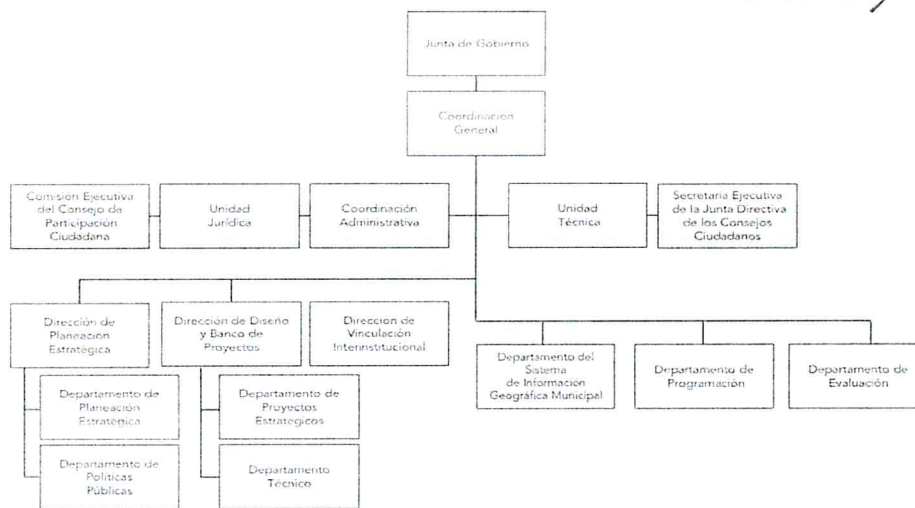 Junta de Gobierno
Coordinación
General
Comisión Ejecutiva
del Consejo de
Participación
Ciudadana
Unidad
Jurídica
Coordinación
Administrativa
Unidad
Técnica
Secretaría Ejecutiva
de la Junta Directiva
de los Consejos
Ciudadanos
Dirección de
Planeación
Estratégica
Dirección de Diseño
y Banco de
Proyectos
Dirección de
Vinculación
Interinstitucional
Departamento del
Sistema
de Información
Geográfica Municipal
Departamento de
Programación
Departamento de
Evaluación
Departamento de
Planeación
Estratégica
Departamento de
Proyectos
Estratégicos
Departamento de
Políticas
Públicas
Departamento
Técnico